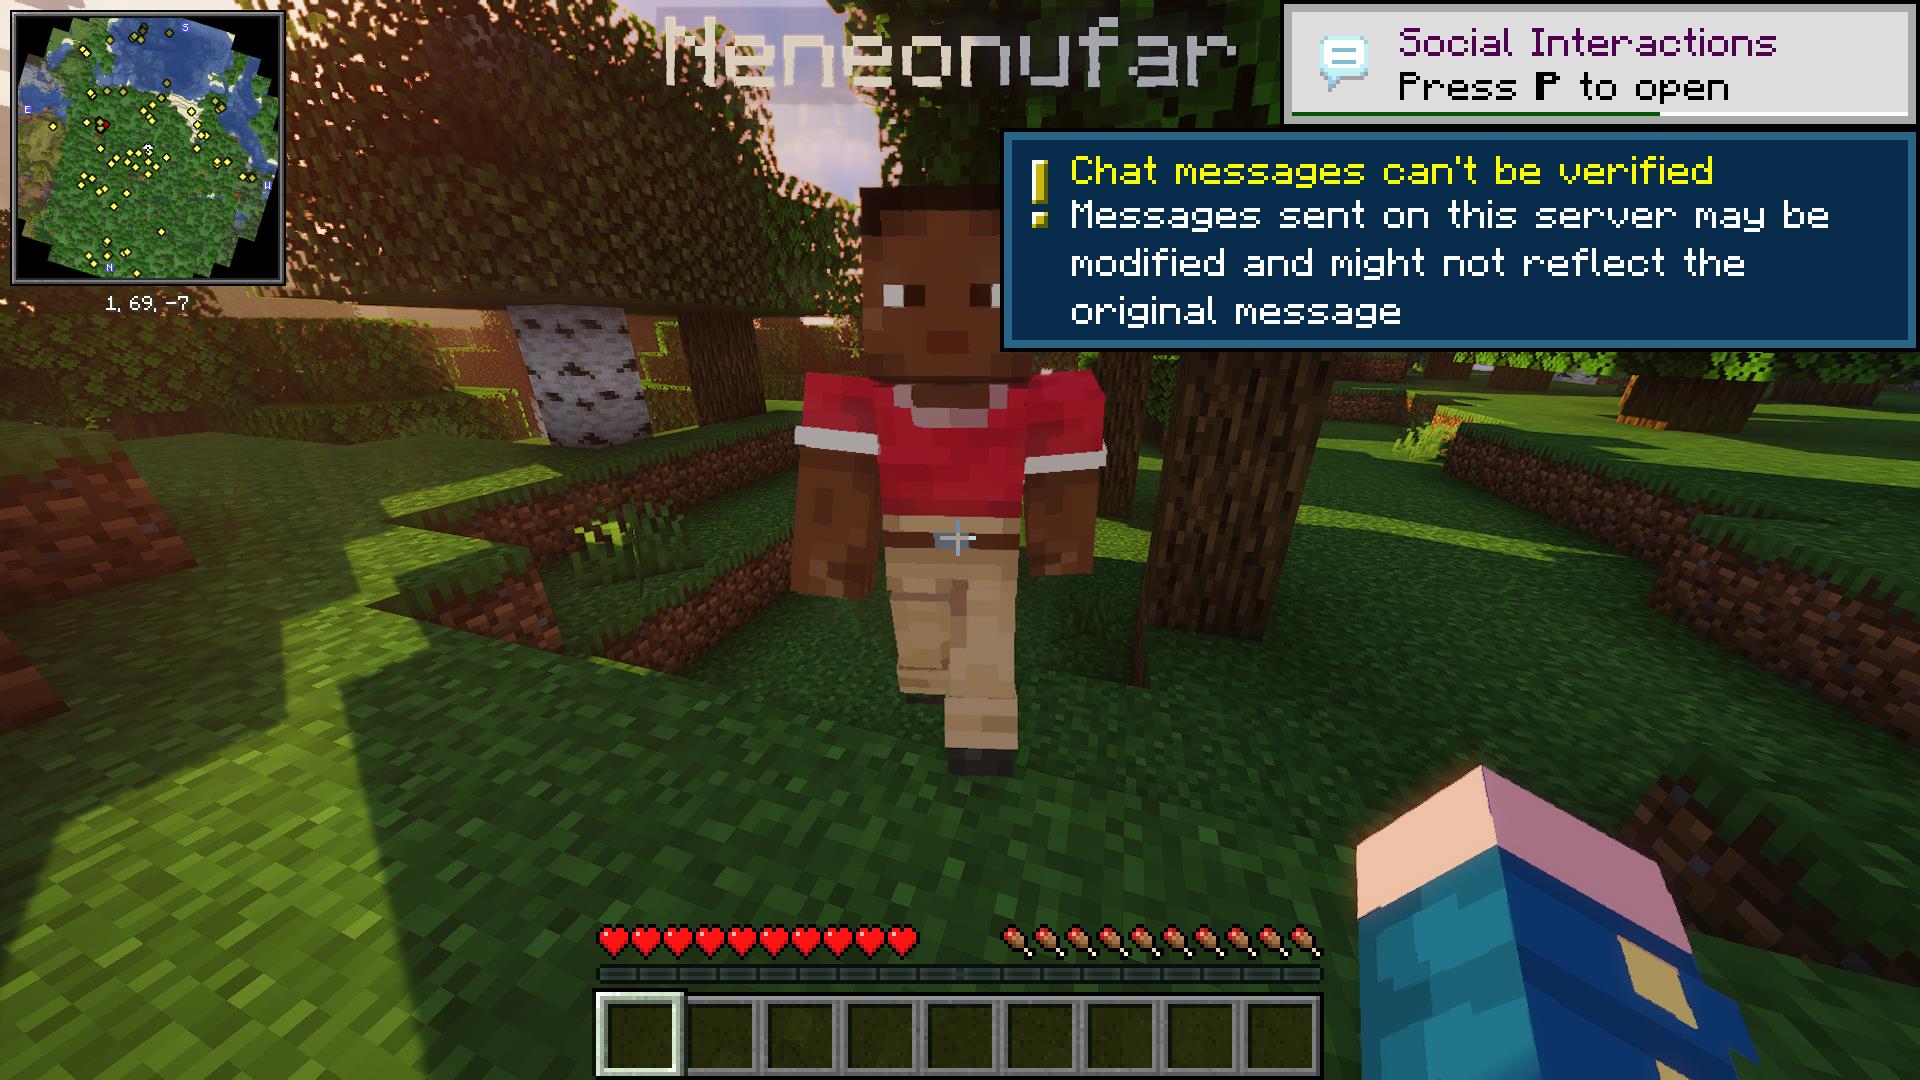 S
E
W
N
1, 69, -7
Neneonufar
Social Interactions
Press P to open
Chat messages can't be verified
Messages sent on this server may be
modified and might not reflect the
original message